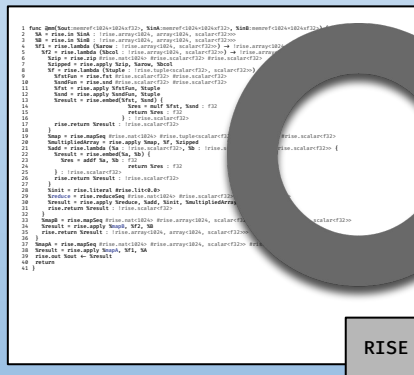 1 func @mm(%out:memref<1024×1024×f32>, %inA:memref<1024×1024×f32>, %inB:memref<1024×1024×f32>) {
2 %A = rise.in %inA : !rise.array<1024, array<1024, scalar<f32>>>
3 %B = rise.in %inB : !rise.array<1024, array<1024, scalar<f32>>>
4 %f1 = rise.lambda (%arow : !rise.array<1024, scalar<f32>>) → !rise.array<1024,
5 %f2 = rise.lambda (%bcol : !rise.array<1024, scalar<f32>>) → !rise.array
6 %zip = rise.zip #rise.nat<1024> #rise.scalar<f32> #rise.scalar<f32>
7 %zipped = rise.apply %zip, %arow, %bcol
8 %f = rise.lambda (%tuple : !rise.tuple<scalar<f32>, scalar<f32>>)
9 %fstFun = rise.fst #rise.scalar<f32> #rise.scalar<f32>
10 %sndFun = rise.snd #rise.scalar<f32> #rise.scalar<f32>
11 %fst = rise.apply %fstFun, %tuple
12 %snd = rise.apply %sndFun, %tuple
13 %result = rise.embed(%fst, %snd) {
14 %res = mulf %fst, %snd : f32
15 return %res : f32
16 } : !rise.scalar<f32>
17 rise.return %result : !rise.scalar<f32>
18 }
19 %map = rise.mapSeq #rise.nat<1024> #rise.tuple<scalar<f32>, #rise.scalar<f32>
20 %multipliedArray = rise.apply %map, %f, %zipped
21 %add = rise.lambda (%a : !rise.scalar<f32>, %b : !rise.scalar<f32>> {
22 %result = rise.embed(%a, %b) {
23 %res = addf %a, %b : f32
24 return %res : f32
25 } : !rise.scalar<f32>
26 rise.return %result : !rise.scalar<f32>
27 }
28 %init = rise.literal #rise.lit<0.0>
29 %reduce = rise.reduceSeq #rise.nat<1024> #rise.scalar<f32>
30 %result = rise.apply %reduce, %add, %init, %multipliedArray
31 rise.return %result : !rise.scalar<f32>
32 }
33 %mapB = rise.mapSeq #rise.nat<1024> #rise.array<1024, scalar<f32>> #rise.scalar<f32>>
34 %result = rise.apply %mapB, %f2, %B
35 rise.return %result : !rise.array<1024, array<1024, scalar<f32>>>
36 }
37 %mapA = rise.mapSeq #rise.nat<1024> #rise.array<1024, scalar<f32>> #rise
38 %result = rise.apply %mapA, %f1, %A
39 rise.out %out ← %result
40 return
41 }
RISE